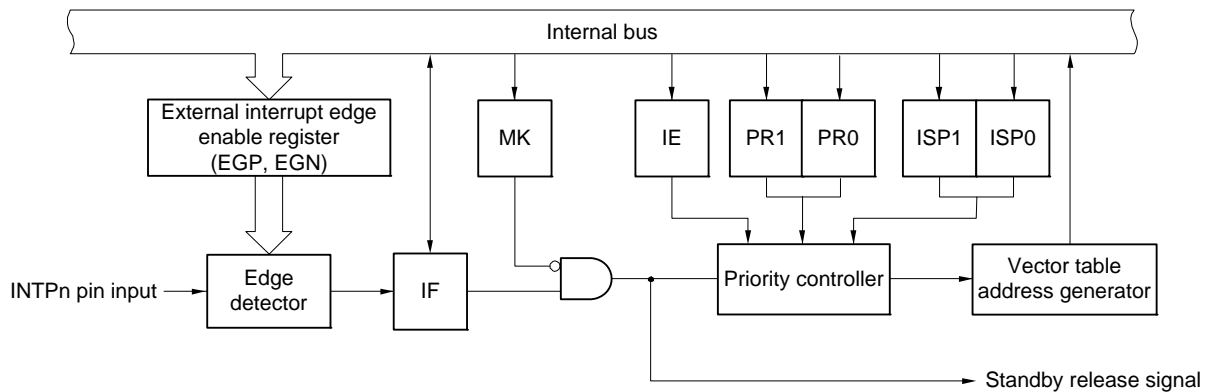 Internal bus
External interrupt edge
enable register
(EGP, EGN)
MK
IE
PR1
PR0
ISP1
ISP0
INTPn pin input
Edge
detector
IF
Priority controller
Vector table
address generator
Standby release signal